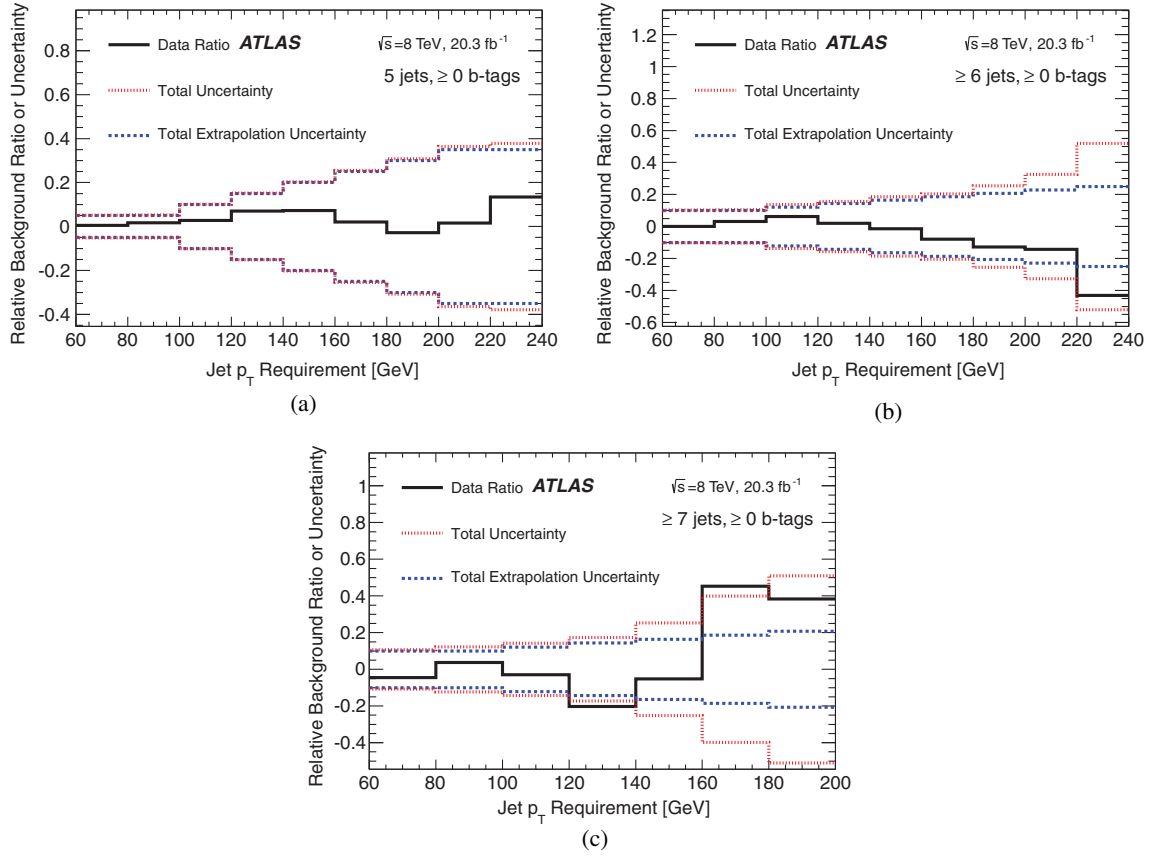 Relative Background Ratio or Uncertainty
0.8
0.6
0.4
0.2
0
-0.2
-0.4
Data Ratio ATLAS
√s=8 TeV, 20.3 fb-1
5 jets, ≥ 0 b-tags
Total Uncertainty
Total Extrapolation Uncertainty
60 80 100 120 140 160 180 200 220 240
Jet pT Requirement [GeV]
(a)
Relative Background Ratio or Uncertainty
1.2
1
0.8
0.6
0.4
0.2
0
-0.2
-0.4
-0.6
Data Ratio ATLAS
√s=8 TeV, 20.3 fb-1
≥ 6 jets, ≥ 0 b-tags
Total Uncertainty
Total Extrapolation Uncertainty
60 80 100 120 140 160 180 200 220 240
Jet pT Requirement [GeV]
(b)
Relative Background Ratio or Uncertainty
1
0.8
0.6
0.4
0.2
0
-0.2
-0.4
Data Ratio ATLAS
√s=8 TeV, 20.3 fb-1
≥ 7 jets, ≥ 0 b-tags
Total Uncertainty
Total Extrapolation Uncertainty
60 80 100 120 140 160 180 200
Jet pT Requirement [GeV]
(c)